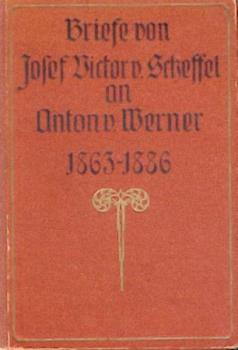 Briefe von
Josef Victor v. Scheffel
an
Anton v. Werner
1863-1886